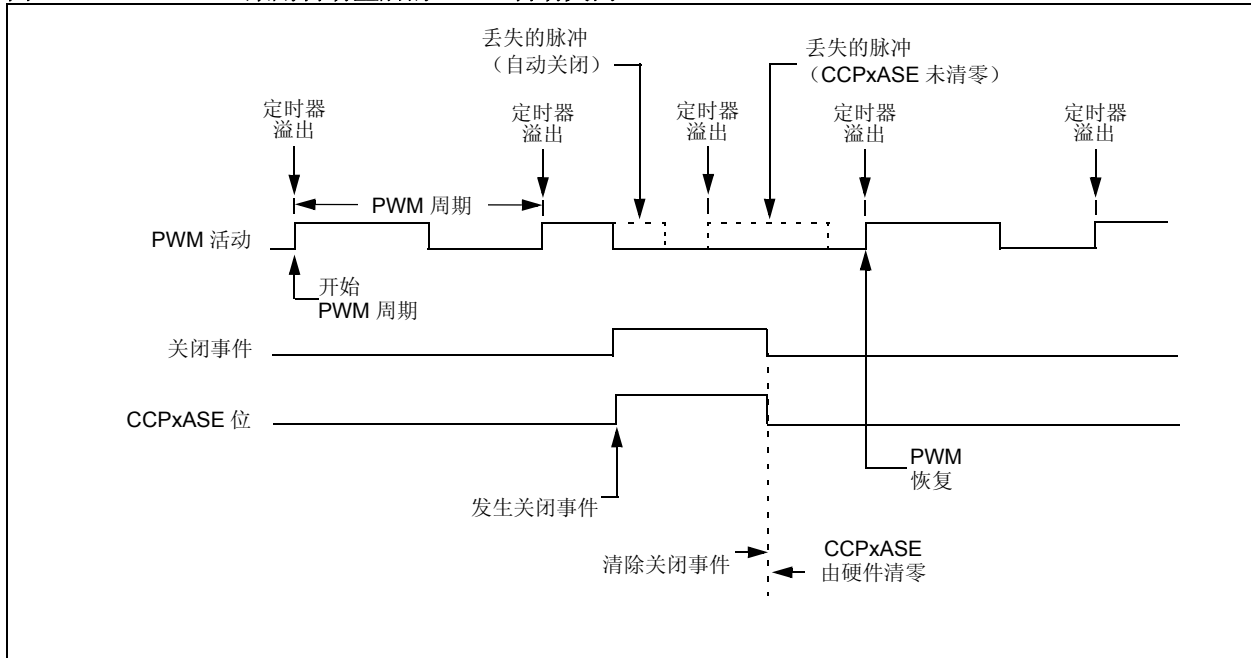 丢失的脉冲
（自动关闭）
丢失的脉冲
（CCPxASE 未清零）
定时器
溢出
定时器
溢出
定时器
溢出
定时器
溢出
定时器
溢出
PWM 周期
PWM 活动
开始
PWM 周期
关闭事件
CCPxASE 位
PWM
恢复
发生关闭事件
清除关闭事件
CCPxASE
由硬件清零